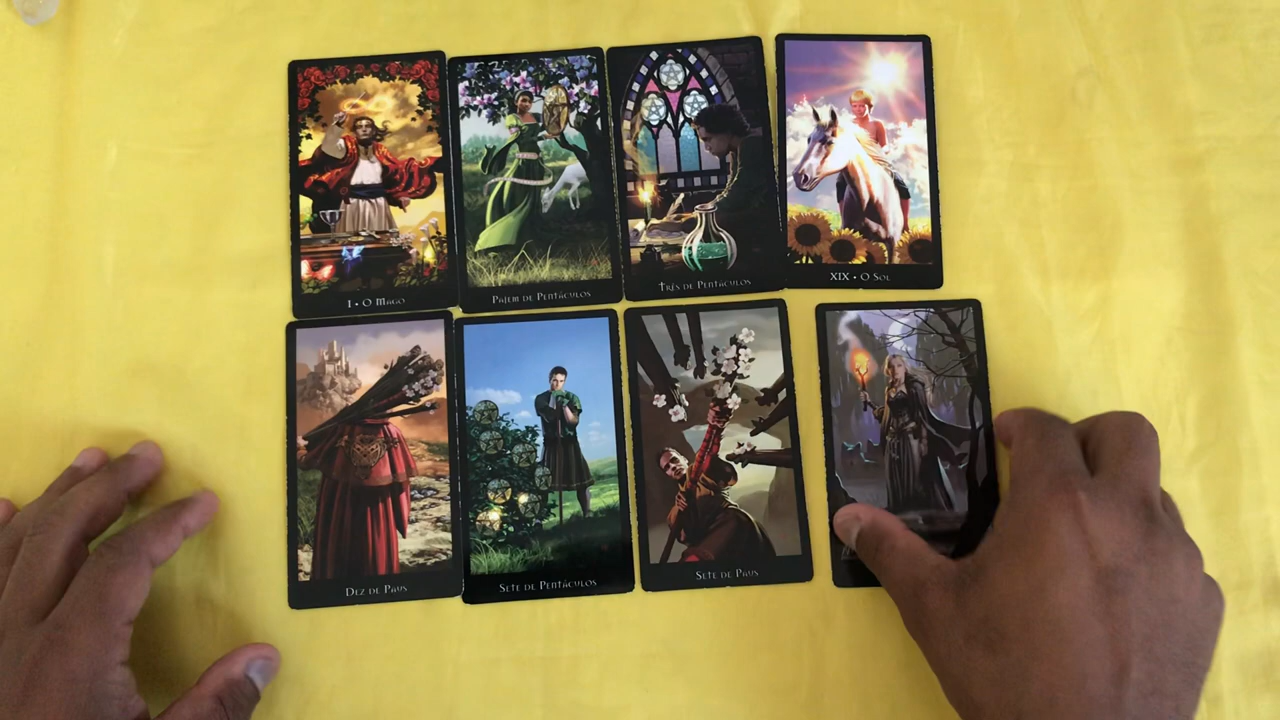 I • O Mago
Pajem de Pentáculos
Três de Pentáculos
XIX • O Sol
Dez de Paus
Sete de Pentáculos
Sete de Paus